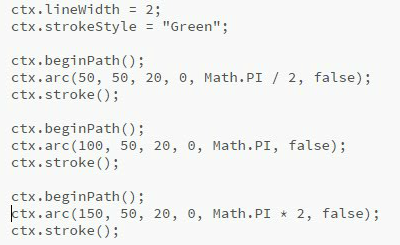 ctx.lineWidth = 2;
ctx.strokeStyle = "Green";
ctx.beginPath();
ctx.arc(50, 50, 20, 0, Math.PI / 2, false);
ctx.stroke();
ctx.beginPath();
ctx.arc(100, 50, 20, 0, Math.PI, false);
ctx.stroke();
ctx.beginPath();
ctx.arc(150, 50, 20, 0, Math.PI * 2, false);
ctx.stroke();